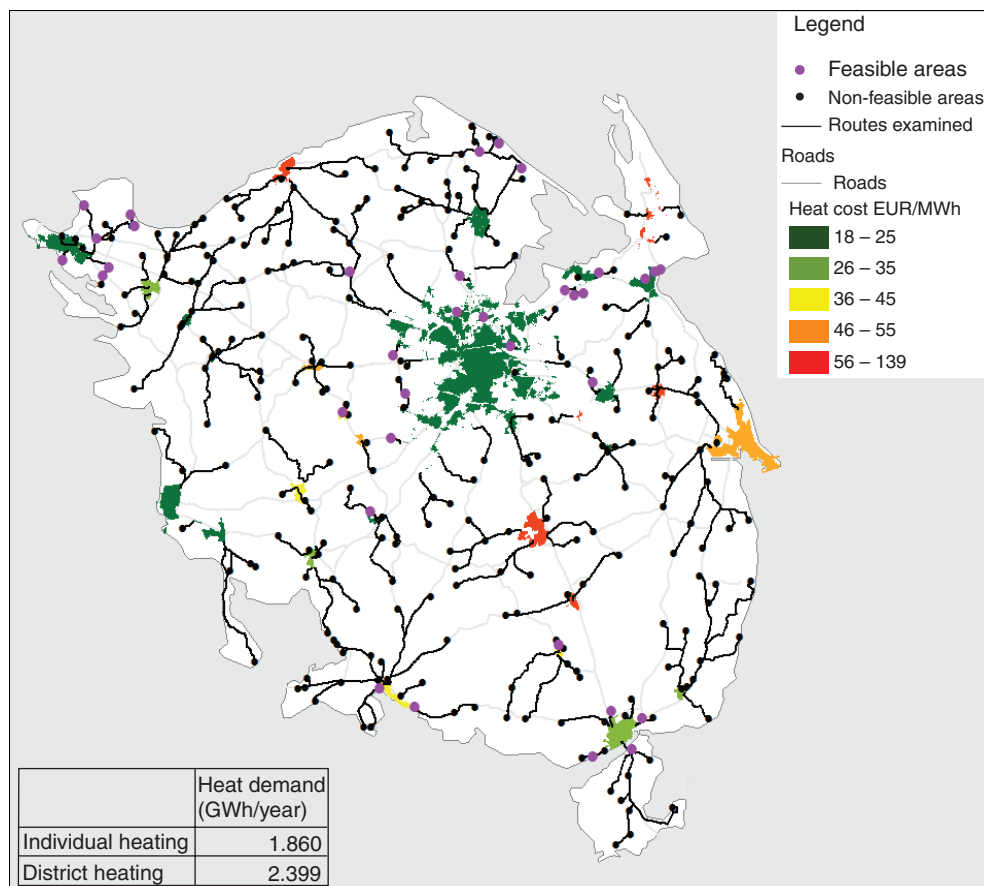 Legend
Feasible areas
Non-feasible areas
Routes examined
Roads
Roads
Heat cost EUR/MWh
18 – 25
26 – 35
36 – 45
46 – 55
56 – 139
Heat demand
(GWh/year)
Individual heating 1.860
District heating 2.399